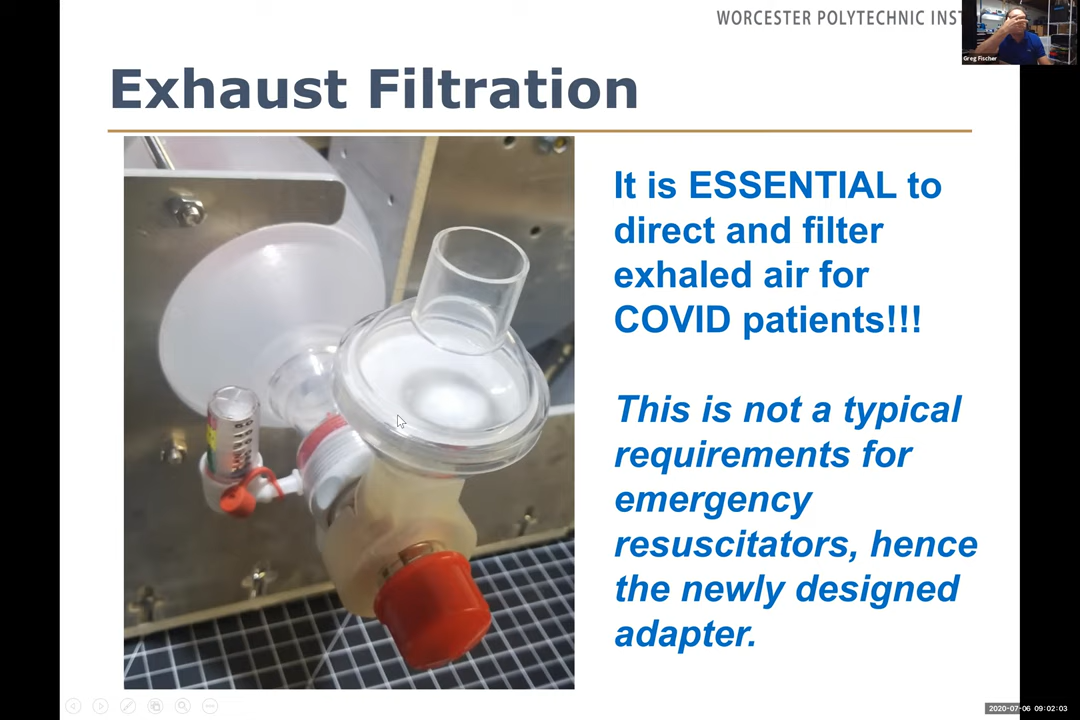 WORCESTER POLYTECHNIC INST
Greg Fischer
Exhaust Filtration
It is ESSENTIAL to
direct and filter
exhaled air for
COVID patients!!!
This is not a typical
requirements for
emergency
resuscitators, hence
the newly designed
adapter.
2020-07-06 09:02:03